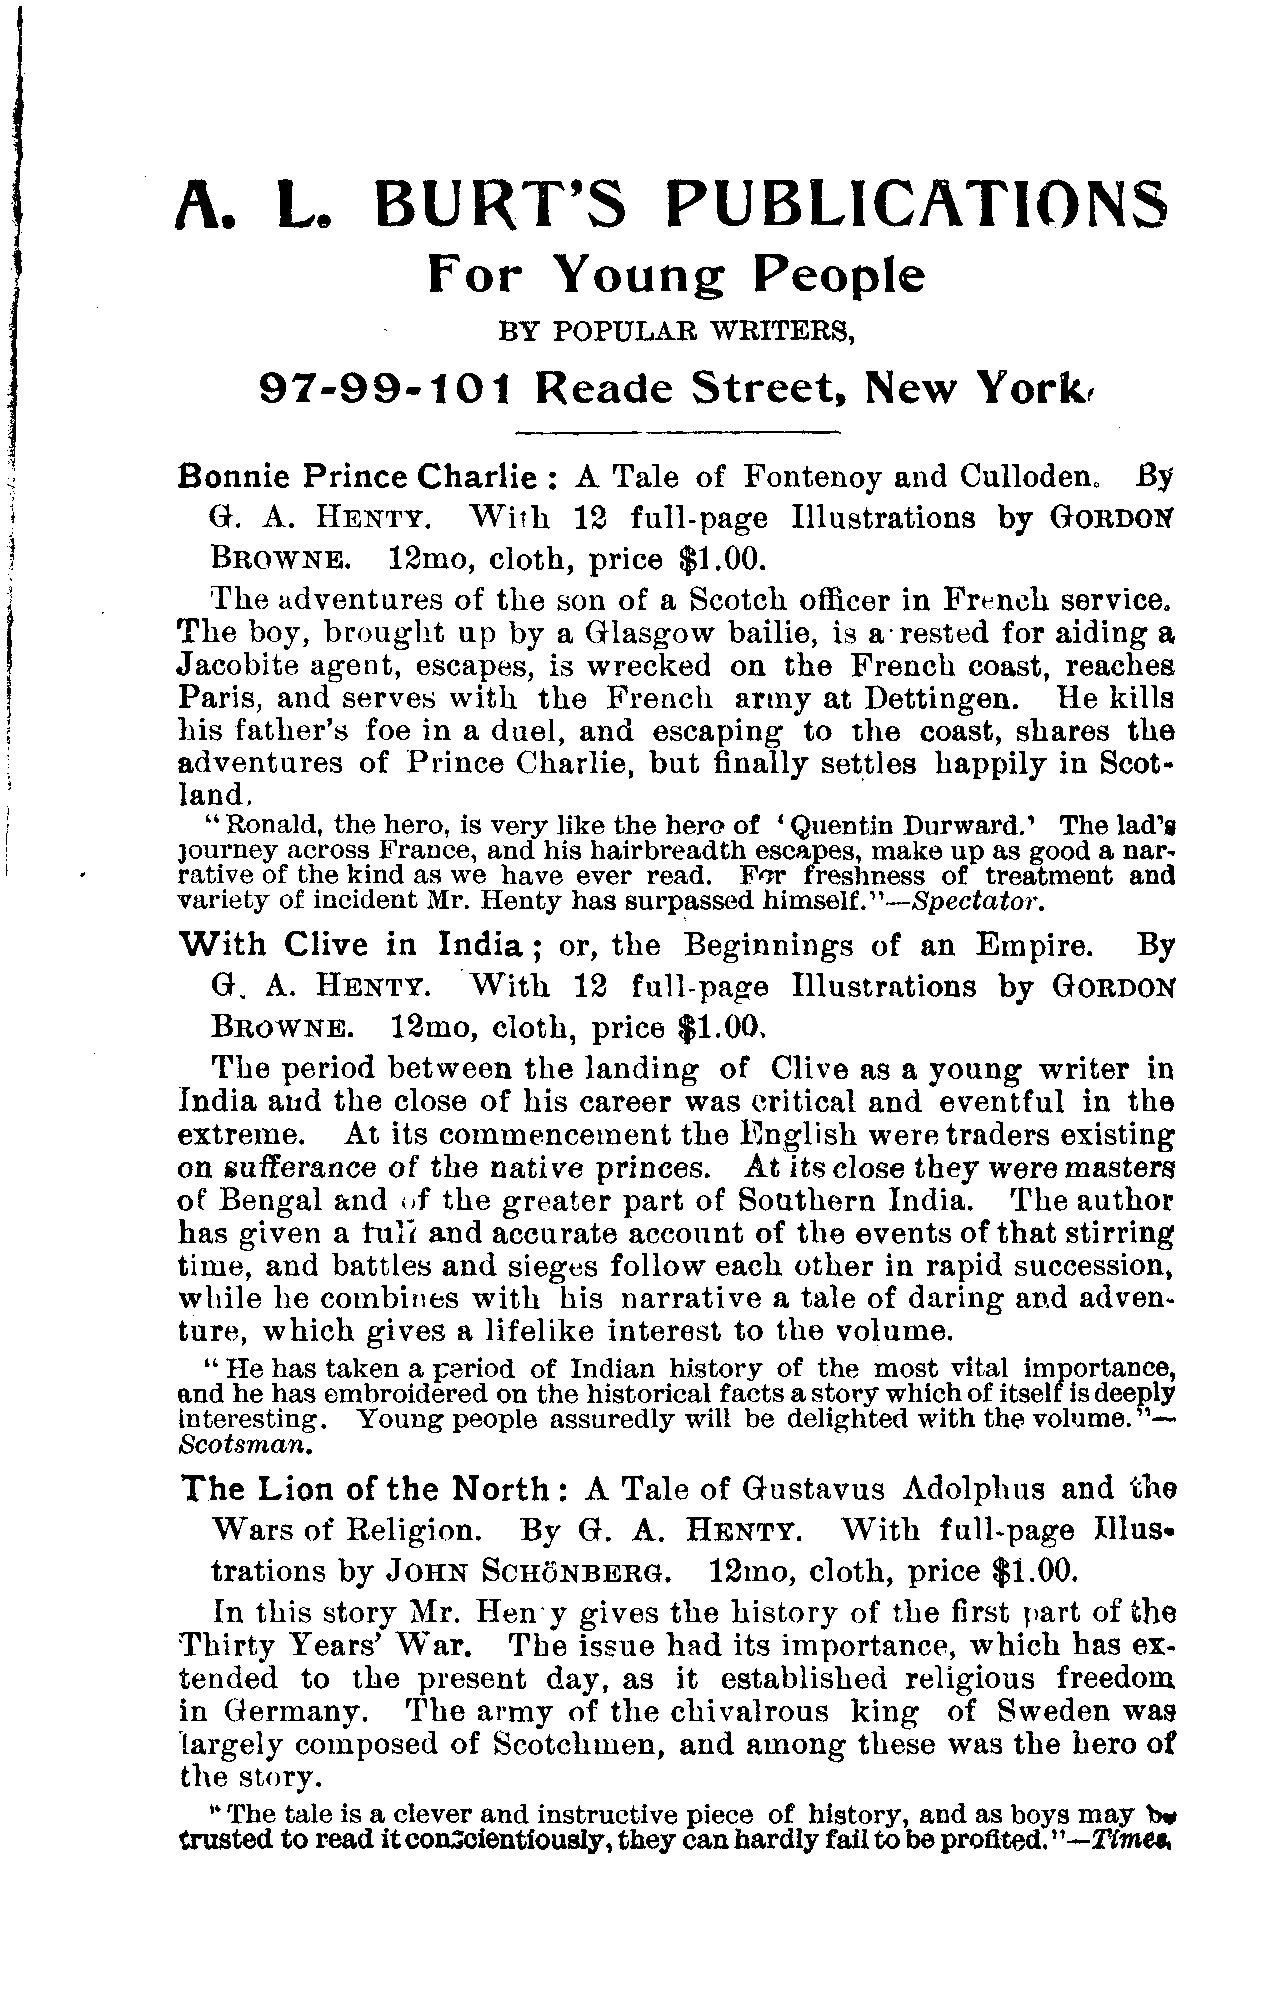 A. L. BURT'S PUBLICATIONS
For Young People
BY POPULAR WRITERS,
97-99-101 Reade Street, New York.
Bonnie Prince Charlie : A Tale of Fontenoy and Culloden. By
G. A. HENTY. With 12 full-page Illustrations by GORDON
BROWNE. 12mo, cloth, price $1.00.
The adventures of the son of a Scotch officer in French service.
The boy, brought up by a Glasgow bailie, is arrested for aiding a
Jacobite agent, escapes, is wrecked on the French coast, reaches
Paris, and serves with the French army at Dettingen. He kills
his father's foe in a duel, and escaping to the coast, shares the
adventures of Prince Charlie, but finally settles happily in Scot-
land.
"Ronald, the hero, is very like the hero of 'Quentin Durward.' The lad's
journey across France, and his hairbreadth escapes, make up as good a nar-
rative of the kind as we have ever read. For freshness of treatment and
variety of incident Mr. Henty has surpassed himself."—Spectator.
With Clive in India ; or, the Beginnings of an Empire. By
G. A. HENTY. With 12 full-page Illustrations by GORDON
BROWNE. 12mo, cloth, price $1.00.
The period between the landing of Clive as a young writer in
India and the close of his career was critical and eventful in the
extreme. At its commencement the English were traders existing
on sufferance of the native princes. At its close they were masters
of Bengal and of the greater part of Southern India. The author
has given a full and accurate account of the events of that stirring
time, and battles and sieges follow each other in rapid succession,
while he combines with his narrative a tale of daring and adven-
ture, which gives a lifelike interest to the volume.
"He has taken a period of Indian history of the most vital importance,
and he has embroidered on the historical facts a story which of itself is deeply
interesting. Young people assuredly will be delighted with the volume."—
Scotsman.
The Lion of the North : A Tale of Gustavus Adolphus and the
Wars of Religion. By G. A. HENTY. With full-page Illus-
trations by JOHN SCHÖNBERG. 12mo, cloth, price $1.00.
In this story Mr. Henty gives the history of the first part of the
Thirty Years' War. The issue had its importance, which has ex-
tended to the present day, as it established religious freedom
in Germany. The army of the chivalrous king of Sweden was
largely composed of Scotchmen, and among these was the hero of
the story.
"The tale is a clever and instructive piece of history, and as boys may be
trusted to read it conscientiously, they can hardly fail to be profited."—Times.